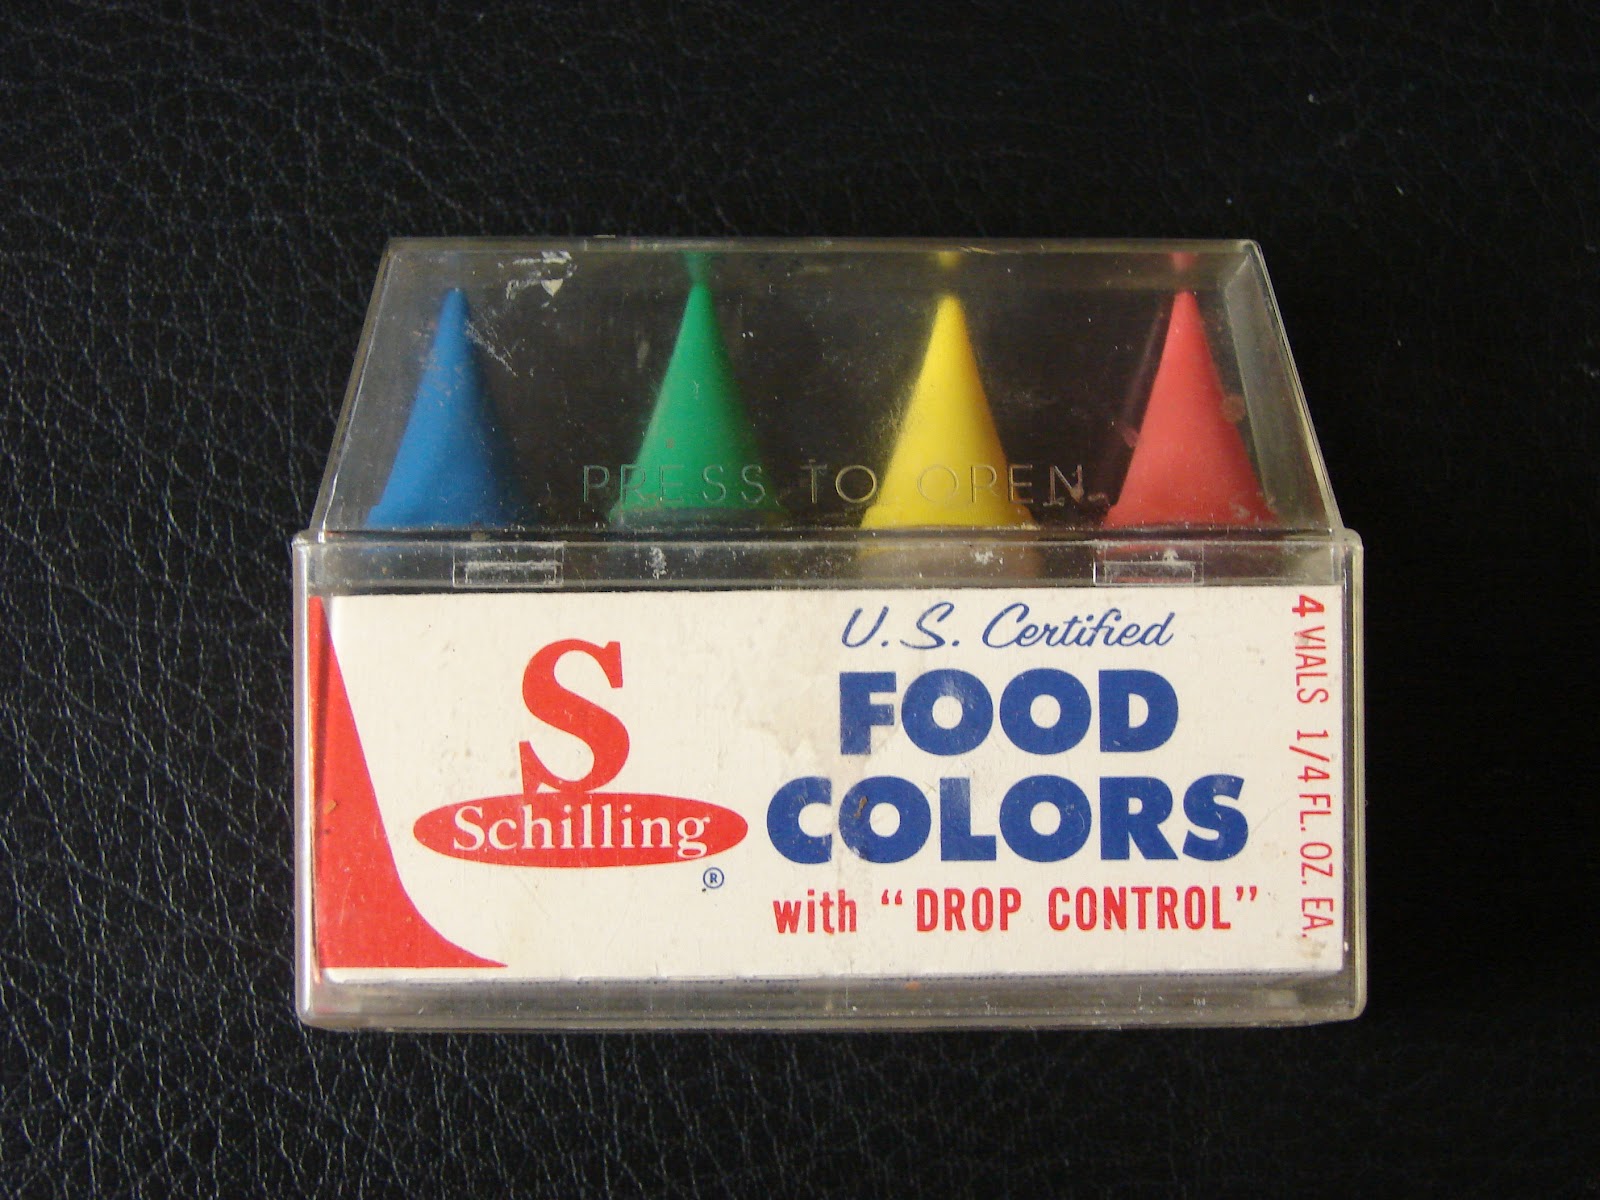 PRESS TO OPEN
S
Schilling
®
U.S. Certified
FOOD
COLORS
with “DROP CONTROL”
4 VIALS 1/4 FL. OZ. EA.